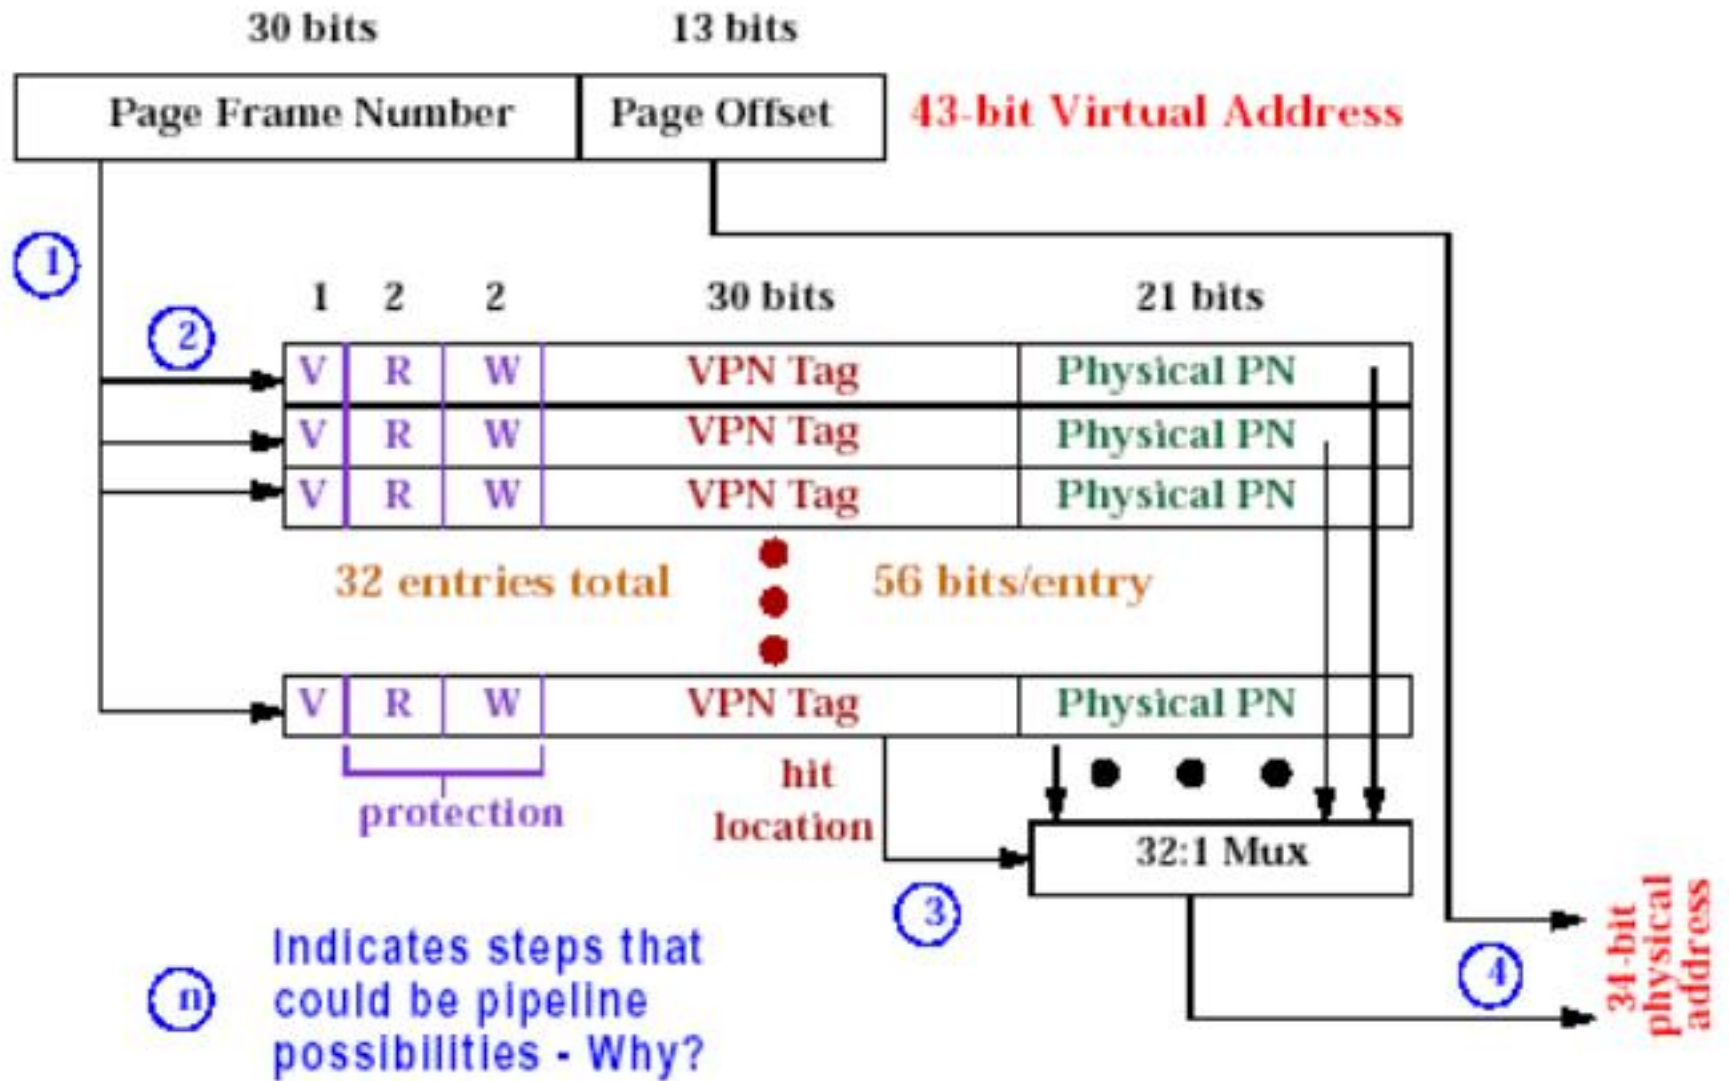 30 bits 13 bits
Page Frame Number Page Offset 43-bit Virtual Address
1
1 2 2 30 bits 21 bits
2
V R W VPN Tag Physical PN
V R W VPN Tag Physical PN
V R W VPN Tag Physical PN
32 entries total 56 bits/entry
V R W VPN Tag Physical PN
protection
hit
location
32:1 Mux
3
4
34-bit
physical
address
n
Indicates steps that
could be pipeline
possibilities - Why?